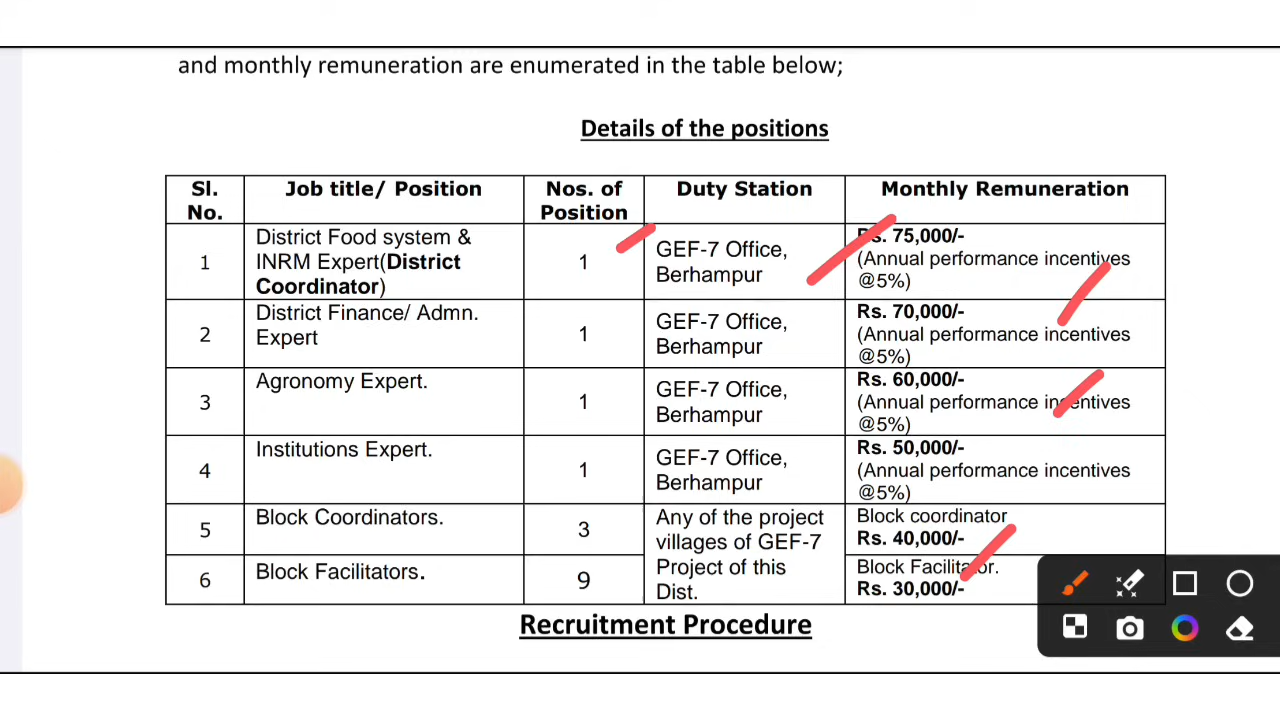 and monthly remuneration are enumerated in the table below;
Details of the positions
Sl. No. Job title/ Position Nos. of Position Duty Station Monthly Remuneration
1 District Food system & INRM Expert(District Coordinator) 1 GEF-7 Office, Berhampur Rs. 75,000/- (Annual performance incentives @5%)
2 District Finance/ Admn. Expert 1 GEF-7 Office, Berhampur Rs. 70,000/- (Annual performance incentives @5%)
3 Agronomy Expert. 1 GEF-7 Office, Berhampur Rs. 60,000/- (Annual performance incentives @5%)
4 Institutions Expert. 1 GEF-7 Office, Berhampur Rs. 50,000/- (Annual performance incentives @5%)
5 Block Coordinators. 3 Any of the project villages of GEF-7 Project of this Dist. Block coordinator Rs. 40,000/-
6 Block Facilitators. 9 Block Facilitator. Rs. 30,000/-
Recruitment Procedure